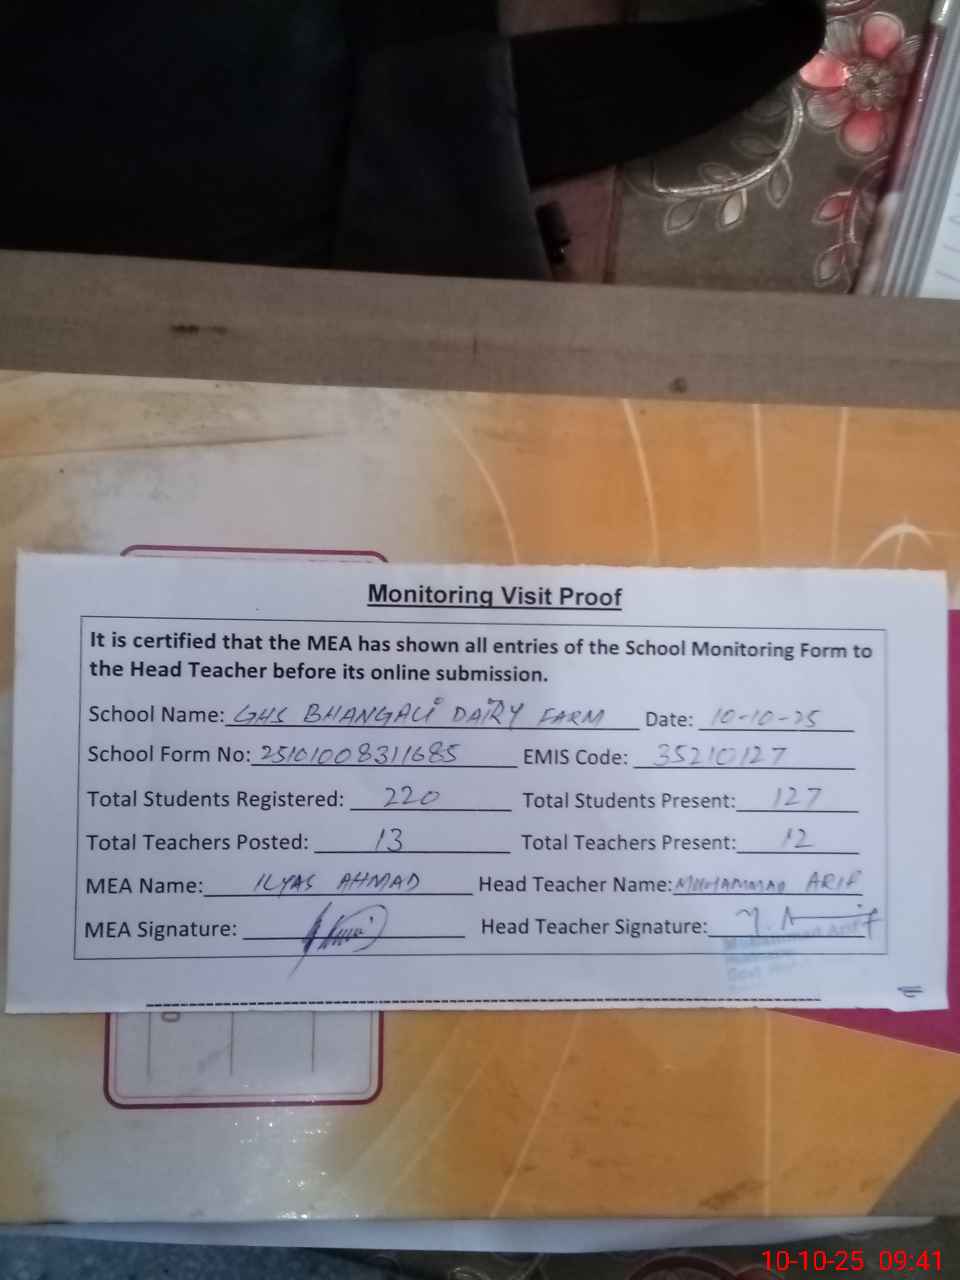 Monitoring Visit Proof
It is certified that the MEA has shown all entries of the School Monitoring Form to
the Head Teacher before its online submission.
School Name: GHS BHANGALI DAIRY FARM Date: 10-10-25
School Form No: 25101008311685 EMIS Code: 35210127
Total Students Registered: 220 Total Students Present: 127
Total Teachers Posted: 13 Total Teachers Present: 12
MEA Name: ILYAS AHMAD Head Teacher Name: MUHAMMAD ARIF
MEA Signature: Head Teacher Signature: M. Arif
Muhammad Arif
10-10-25 09:41